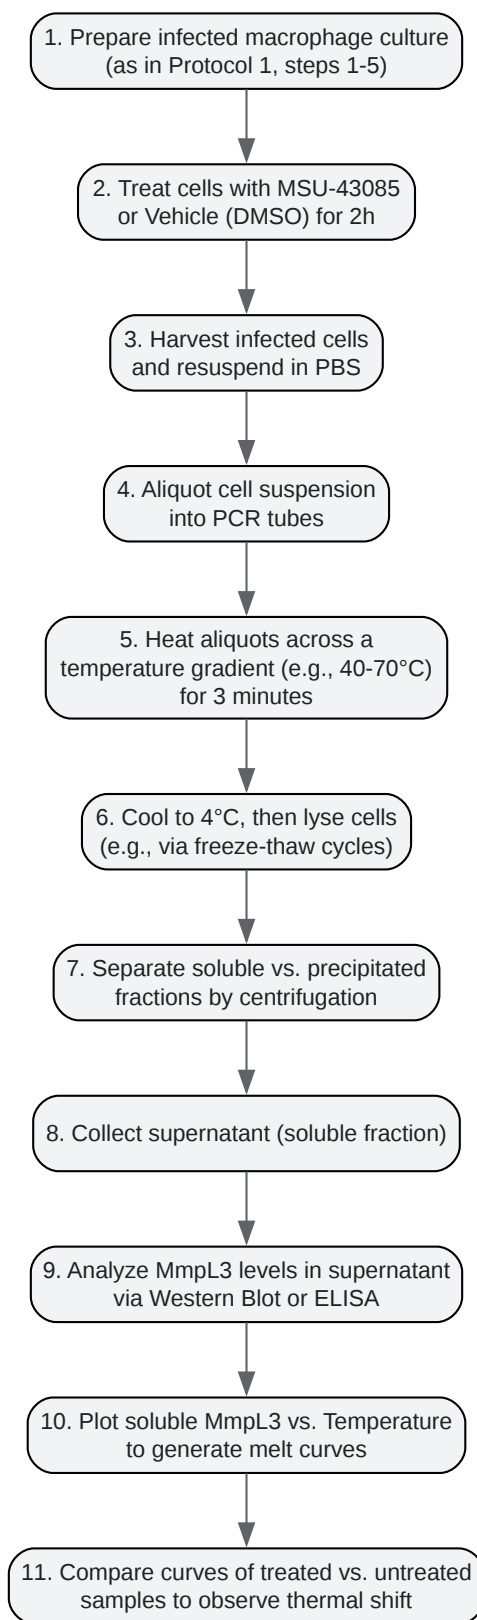 1. Prepare infected macrophage culture
(as in Protocol 1, steps 1-5)
2. Treat cells with MSU-43085
or Vehicle (DMSO) for 2h
3. Harvest infected cells
and resuspend in PBS
4. Aliquot cell suspension
into PCR tubes
5. Heat aliquots across a
temperature gradient (e.g., 40-70°C)
for 3 minutes
6. Cool to 4°C, then lyse cells
(e.g., via freeze-thaw cycles)
7. Separate soluble vs. precipitated
fractions by centrifugation
8. Collect supernatant (soluble fraction)
9. Analyze MmpL3 levels in supernatant
via Western Blot or ELISA
10. Plot soluble MmpL3 vs. Temperature
to generate melt curves
11. Compare curves of treated vs. untreated
samples to observe thermal shift